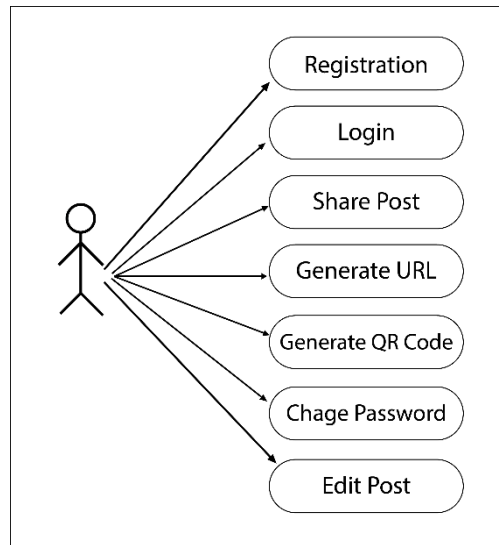 Registration
Login
Share Post
Generate URL
Generate QR Code
Chage Password
Edit Post